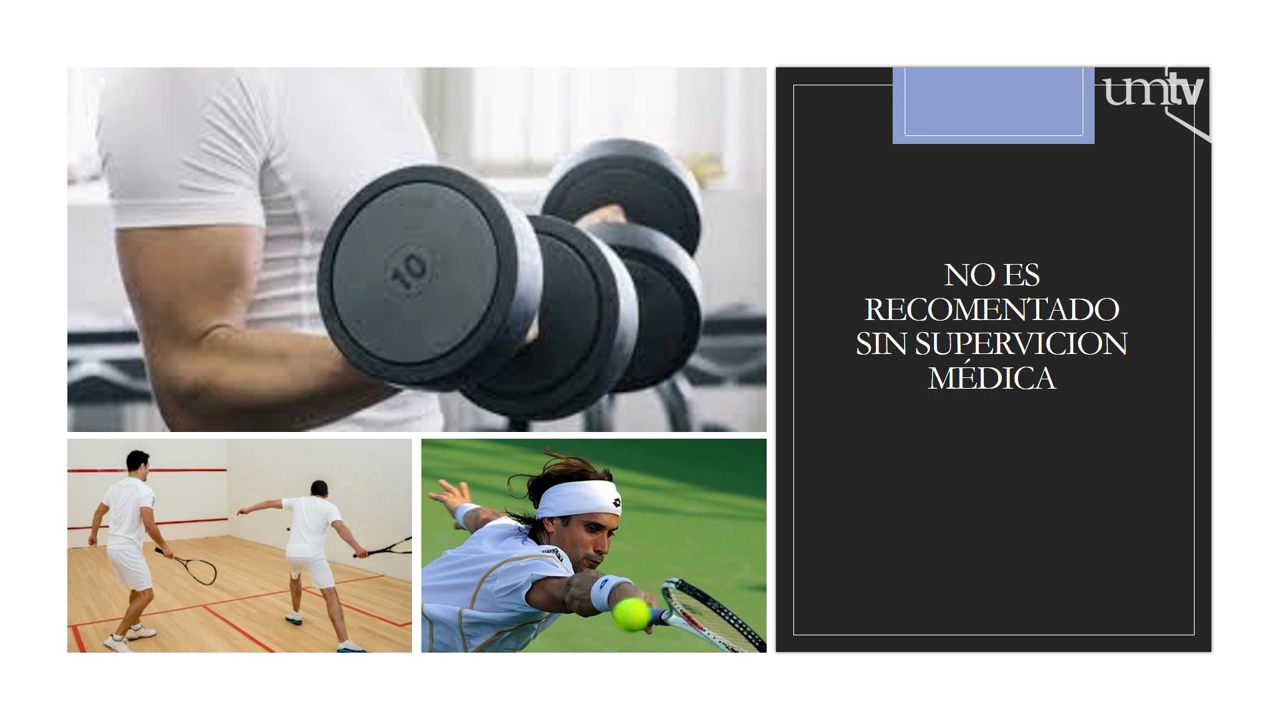 10
umtv
NO ES
RECOMENTADO
SIN SUPERVICION
MÉDICA